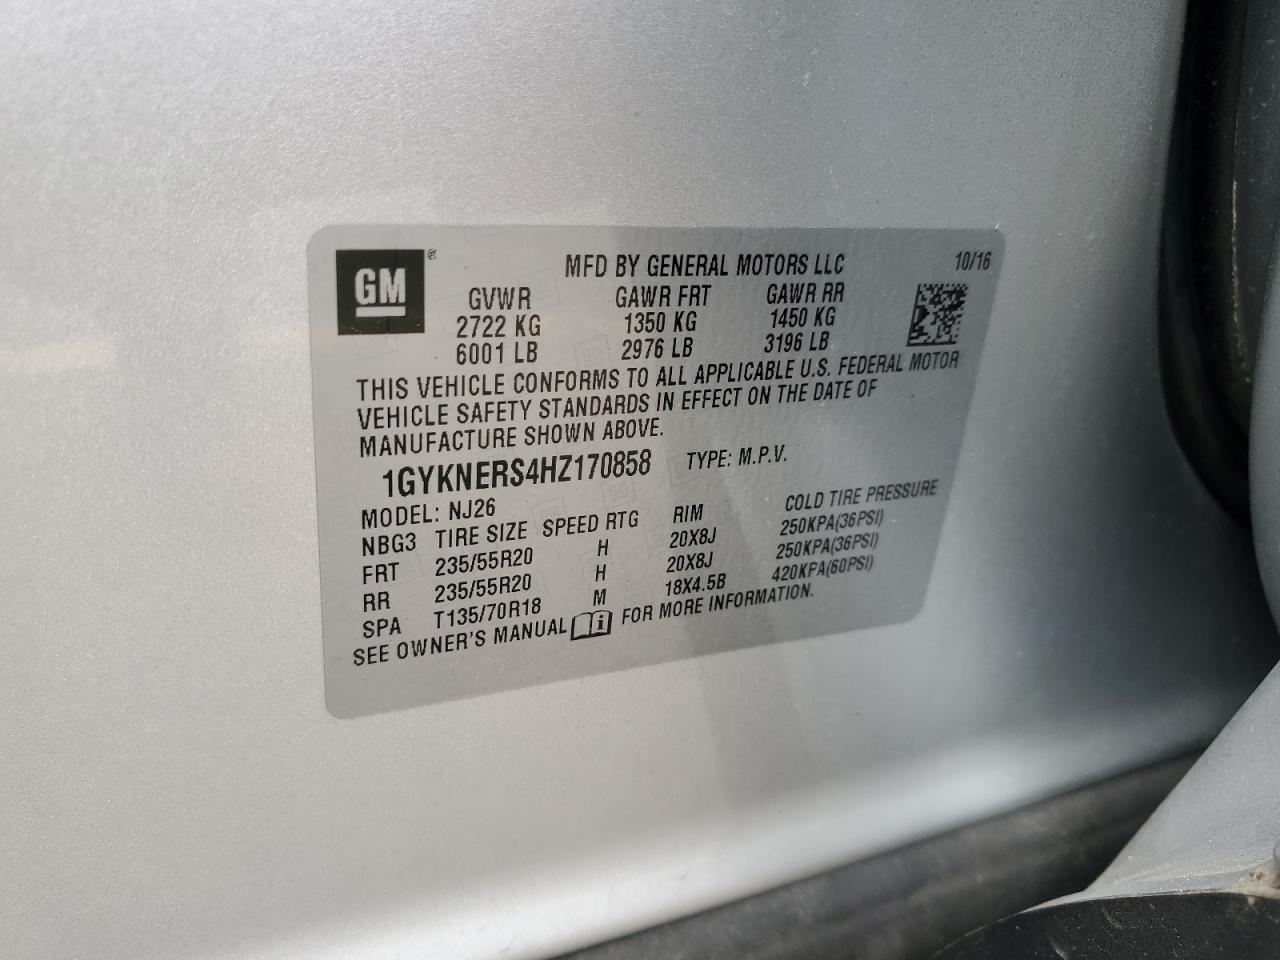 GM®
MFD BY GENERAL MOTORS LLC 10/16
GVWR GAWR FRT GAWR RR
2722 KG 1350 KG 1450 KG
6001 LB 2976 LB 3196 LB
THIS VEHICLE CONFORMS TO ALL APPLICABLE U.S. FEDERAL MOTOR
VEHICLE SAFETY STANDARDS IN EFFECT ON THE DATE OF
MANUFACTURE SHOWN ABOVE.
1GYKNERS4HZ170858 TYPE: M.P.V.
MODEL: NJ26
NBG3 TIRE SIZE SPEED RTG RIM COLD TIRE PRESSURE
FRT 235/55R20 H 20X8J 250KPA(36PSI)
RR 235/55R20 H 20X8J 250KPA(36PSI)
SPA T135/70R18 M 18X4.5B 420KPA(60PSI)
SEE OWNER'S MANUAL i FOR MORE INFORMATION.